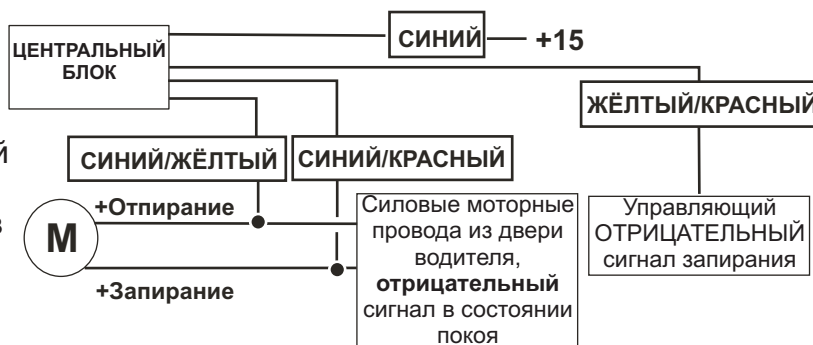 СИНИЙ
+15
ЦЕНТРАЛЬНЫЙ
БЛОК
ЖЁЛТЫЙ/КРАСНЫЙ
Й
СИНИЙ/ЖЁЛТЫЙ
СИНИЙ/КРАСНЫЙ
+Отпирание
В
М
+Запирание
Силовые моторные
провода из двери
водителя,
отрицательный
сигнал в состоянии
покоя
Управляющий
ОТРИЦАТЕЛЬНЫЙ
сигнал запирания